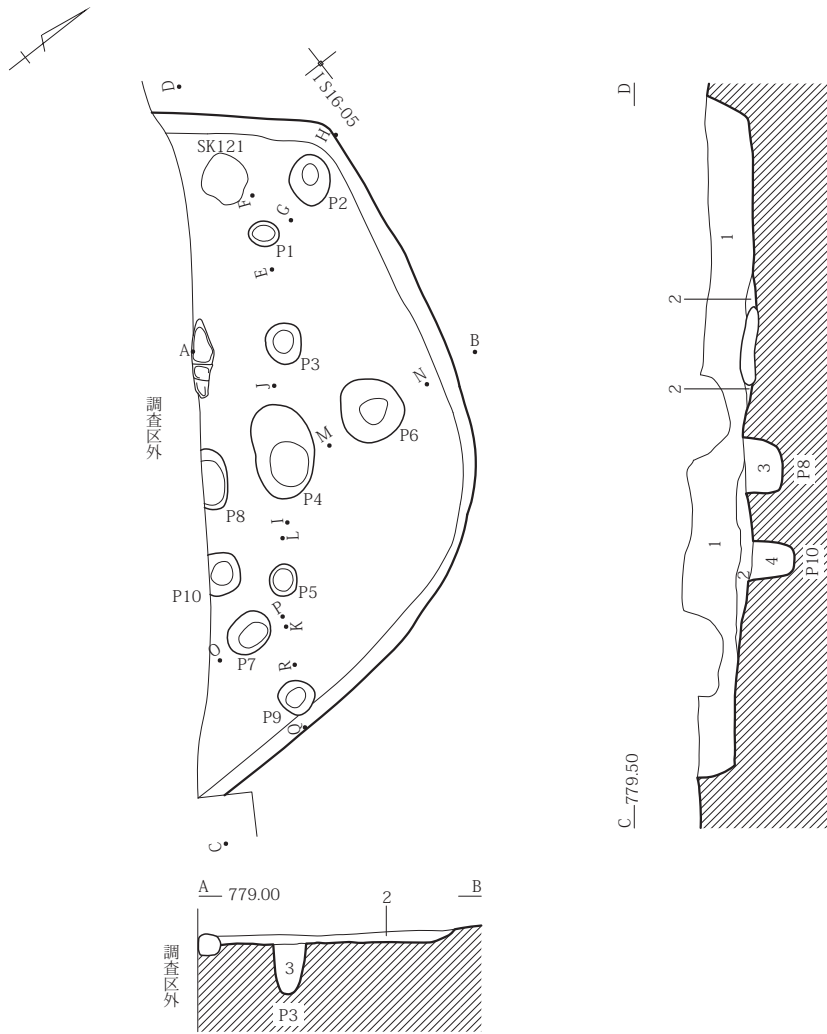 D
I S16-05
H
SK121
F
G
P2
P1
E
A
P3
B
J
N
調査区外
M
P6
P4
P8
I
L
P10
P5
P
K
O
P7
R
P9
Q
C
D
1
2
2
3
P8
1
2
4
P10
C 779.50
A 779.00
2
B
調査区外
3
P3